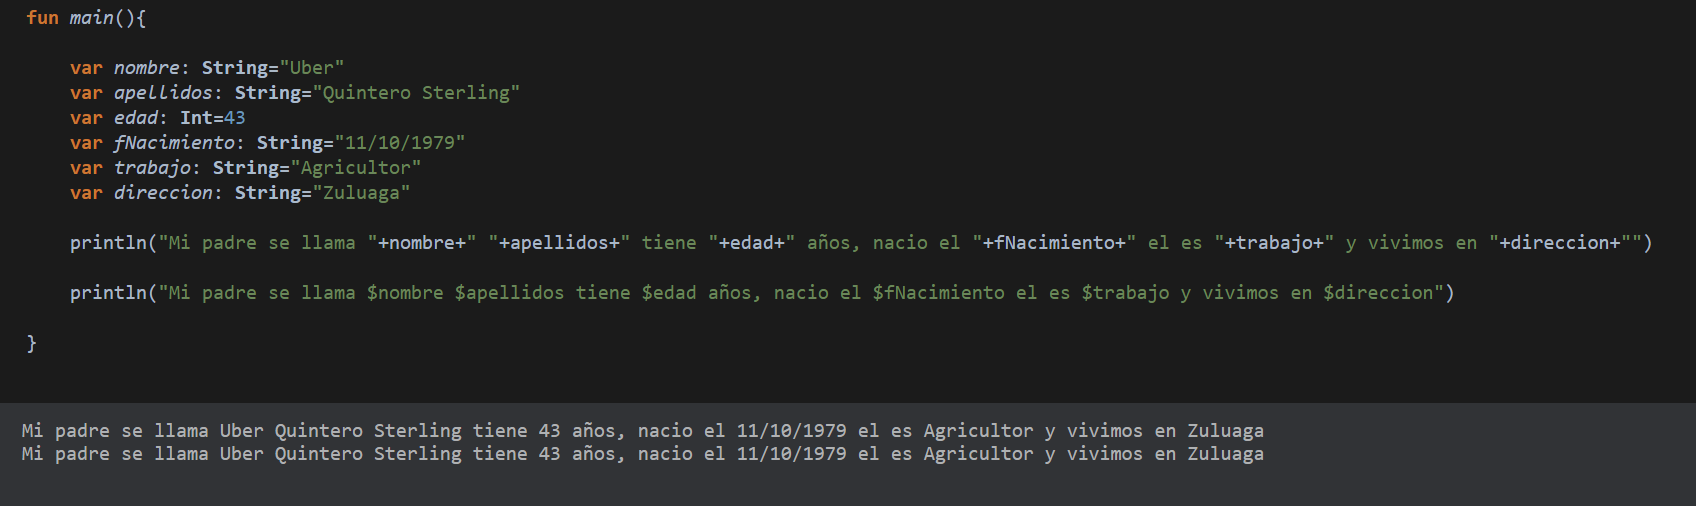 fun main(){
var nombre: String="Uber"
var apellidos: String="Quintero Sterling"
var edad: Int=43
var fNacimiento: String="11/10/1979"
var trabajo: String="Agricultor"
var direccion: String="Zuluaga"
println("Mi padre se llama "+nombre+" "+apellidos+" tiene "+edad+" años, nacio el "+fNacimiento+" el es "+trabajo+" y vivimos en "+direccion+"")
println("Mi padre se llama $nombre $apellidos tiene $edad años, nacio el $fNacimiento el es $trabajo y vivimos en $direccion")
}
Mi padre se llama Uber Quintero Sterling tiene 43 años, nacio el 11/10/1979 el es Agricultor y vivimos en Zuluaga
Mi padre se llama Uber Quintero Sterling tiene 43 años, nacio el 11/10/1979 el es Agricultor y vivimos en Zuluaga